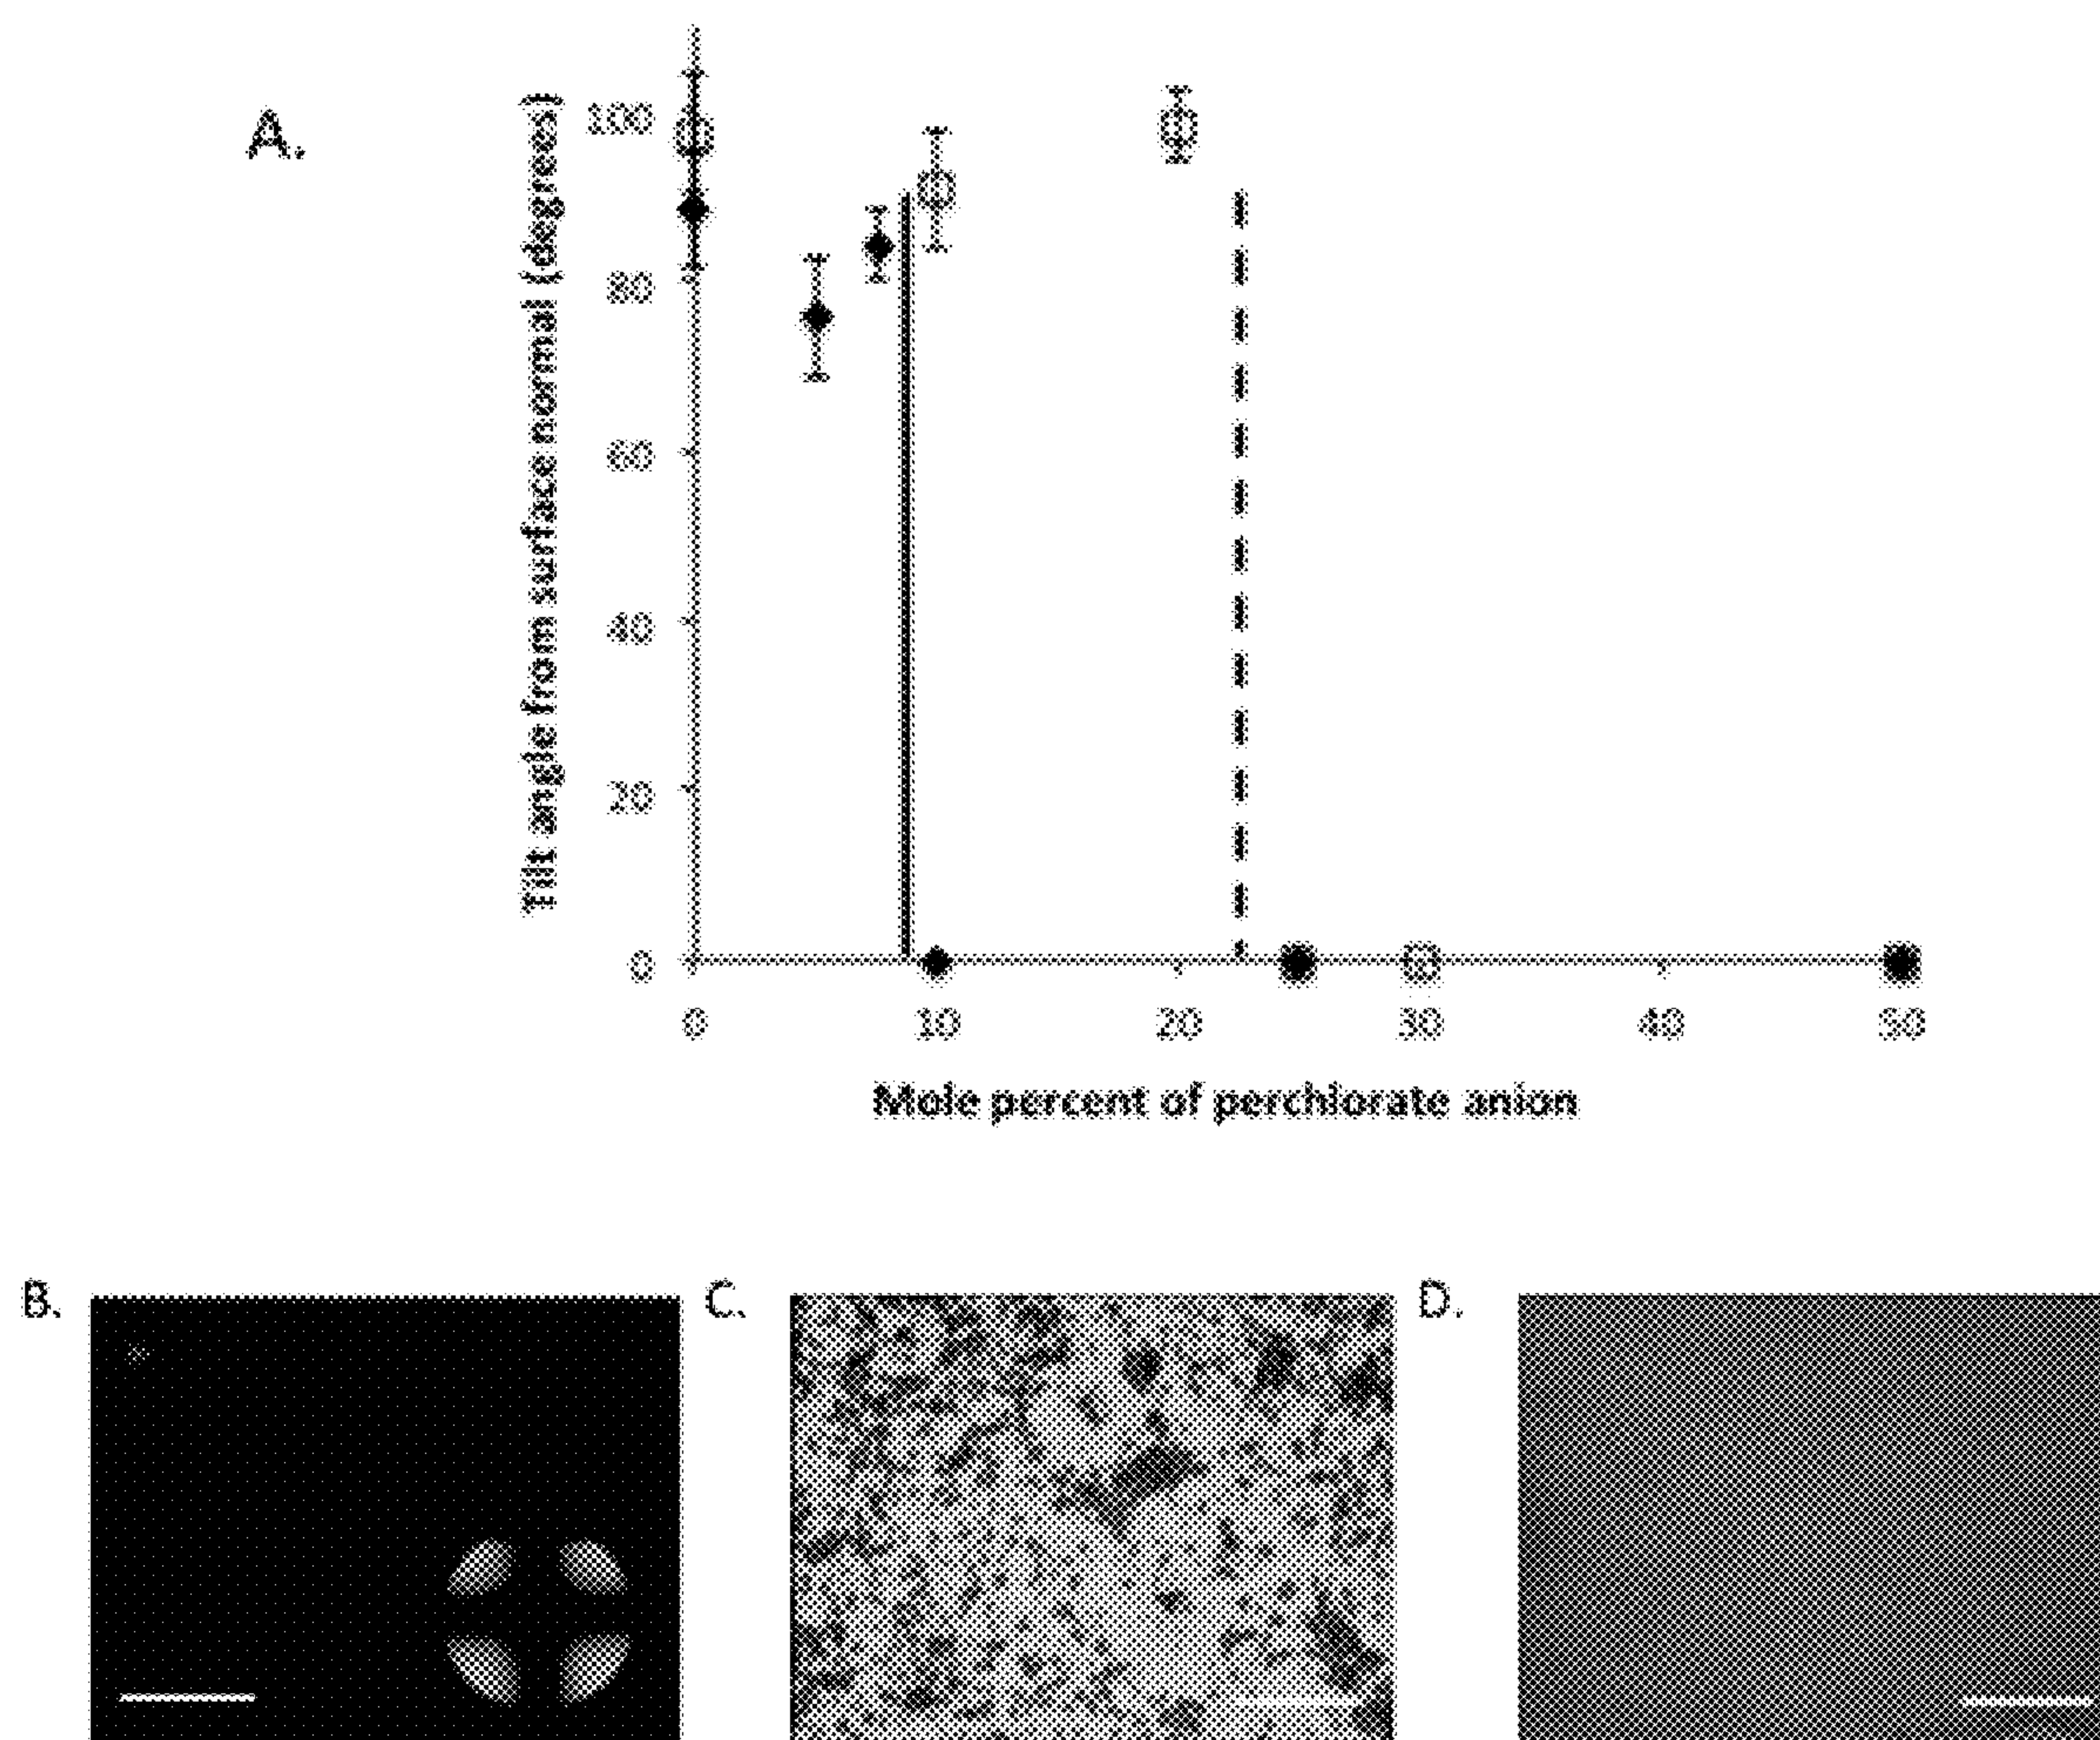 A.
Tilt angle from surface normal (degrees)
100
80
60
40
20
0
0 10 20 30 40 50
Mole percent of perchlorate anion
B. C. D.